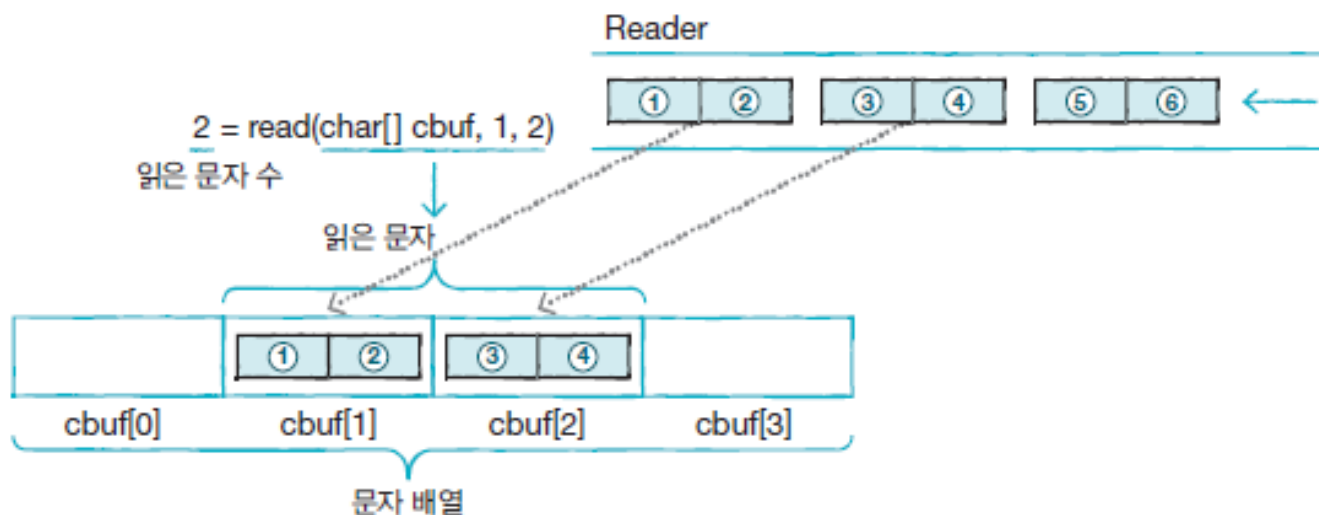 Reader
① ② ③ ④ ⑤ ⑥
2 = read(char[] cbuf, 1, 2)
읽은 문자 수
읽은 문자
① ② ③ ④
cbuf[0] cbuf[1] cbuf[2] cbuf[3]
문자 배열